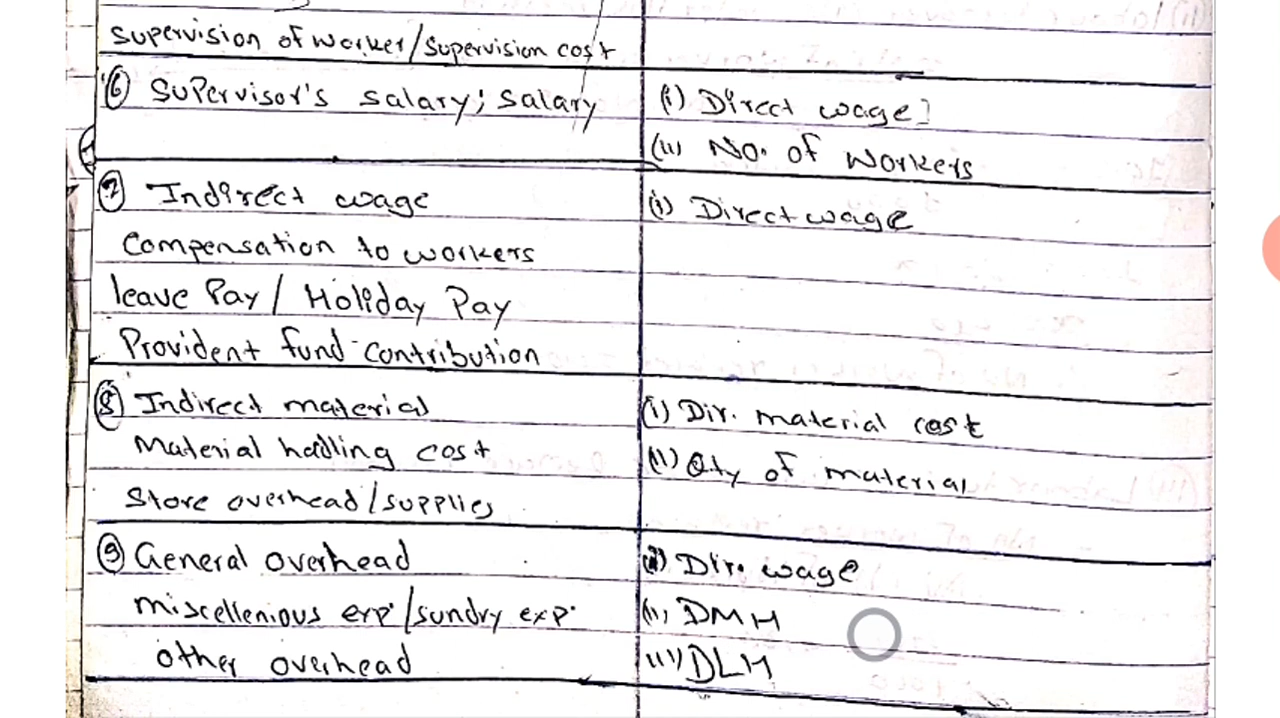 supervision of worker/supervision cost
⑥ Supervisor's salary; salary
(i) Direct wage
(ii) No. of workers
⑦ Indirect wage
(i) Direct wage
Compensation to workers
leave Pay / Holiday Pay
Provident fund contribution
⑧ Indirect material
(i) Dir. material cost
Material hadling cost
(ii) Qty of material
Store overhead/supplies
⑨ General overhead
(i) Dir. wage
miscellenious exp./sundry exp.
(ii) DMH
other overhead
(iii) DLH